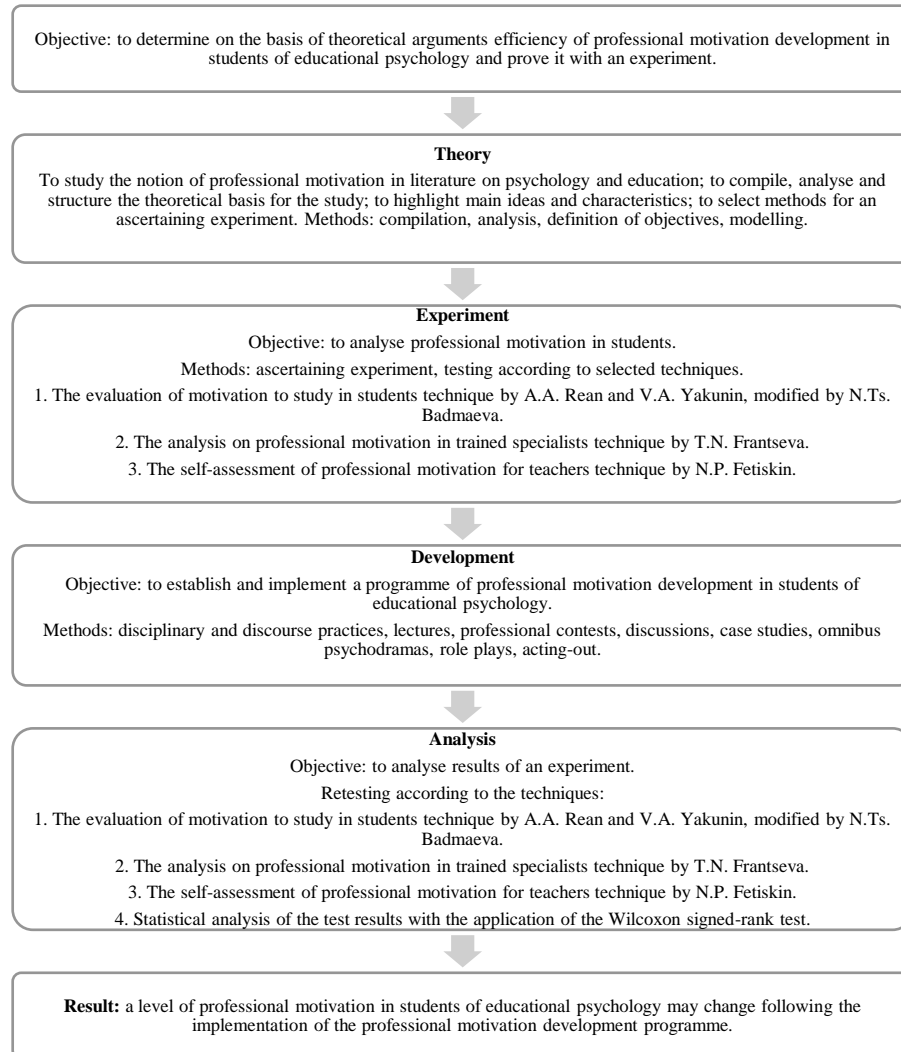 Objective: to determine on the basis of theoretical arguments efficiency of professional motivation development in
students of educational psychology and prove it with an experiment.
Theory
To study the notion of professional motivation in literature on psychology and education; to compile, analyse and
structure the theoretical basis for the study; to highlight main ideas and characteristics; to select methods for an
ascertaining experiment. Methods: compilation, analysis, definition of objectives, modelling.
Experiment
Objective: to analyse professional motivation in students.
Methods: ascertaining experiment, testing according to selected techniques.
1. The evaluation of motivation to study in students technique by A.A. Rean and V.A. Yakunin, modified by N.Ts.
Badmaeva.
2. The analysis on professional motivation in trained specialists technique by T.N. Frantseva.
3. The self-assessment of professional motivation for teachers technique by N.P. Fetiskin.
Development
Objective: to establish and implement a programme of professional motivation development in students of
educational psychology.
Methods: disciplinary and discourse practices, lectures, professional contests, discussions, case studies, omnibus
psychodramas, role plays, acting-out.
Analysis
Objective: to analyse results of an experiment.
Retesting according to the techniques:
1. The evaluation of motivation to study in students technique by A.A. Rean and V.A. Yakunin, modified by N.Ts.
Badmaeva.
2. The analysis on professional motivation in trained specialists technique by T.N. Frantseva.
3. The self-assessment of professional motivation for teachers technique by N.P. Fetiskin.
4. Statistical analysis of the test results with the application of the Wilcoxon signed-rank test.
Result: a level of professional motivation in students of educational psychology may change following the
implementation of the professional motivation development programme.